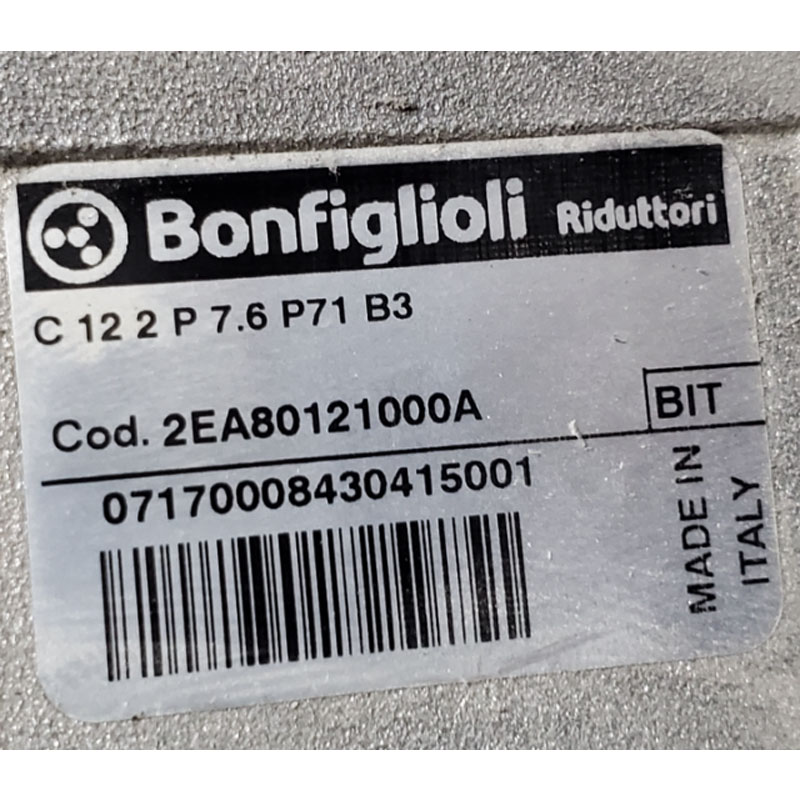 Bonfiglioli Riduttori
C 12 2 P 7.6 P71 B3
Cod. 2EA80121000A
BIT
07170008430415001
MADE IN
ITALY